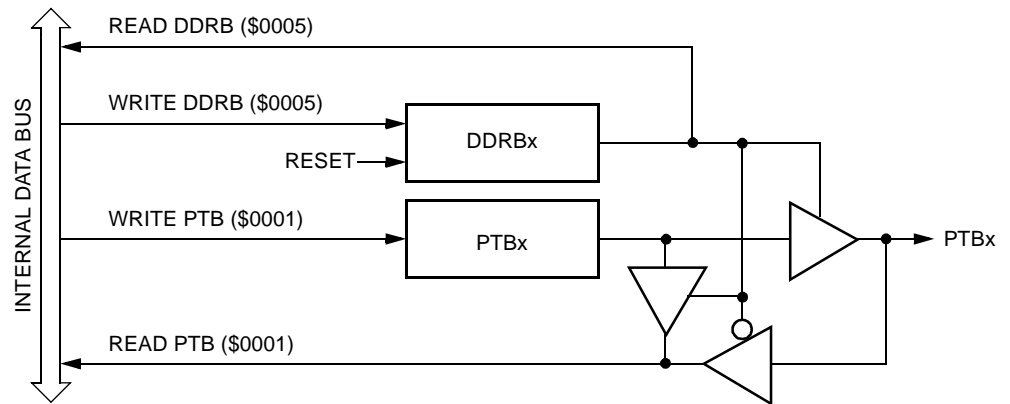 READ DDRB ($0005)
WRITE DDRB ($0005)
DDRBx
RESET
WRITE PTB ($0001)
PTBx
PTBx
READ PTB ($0001)
INTERNAL DATA BUS